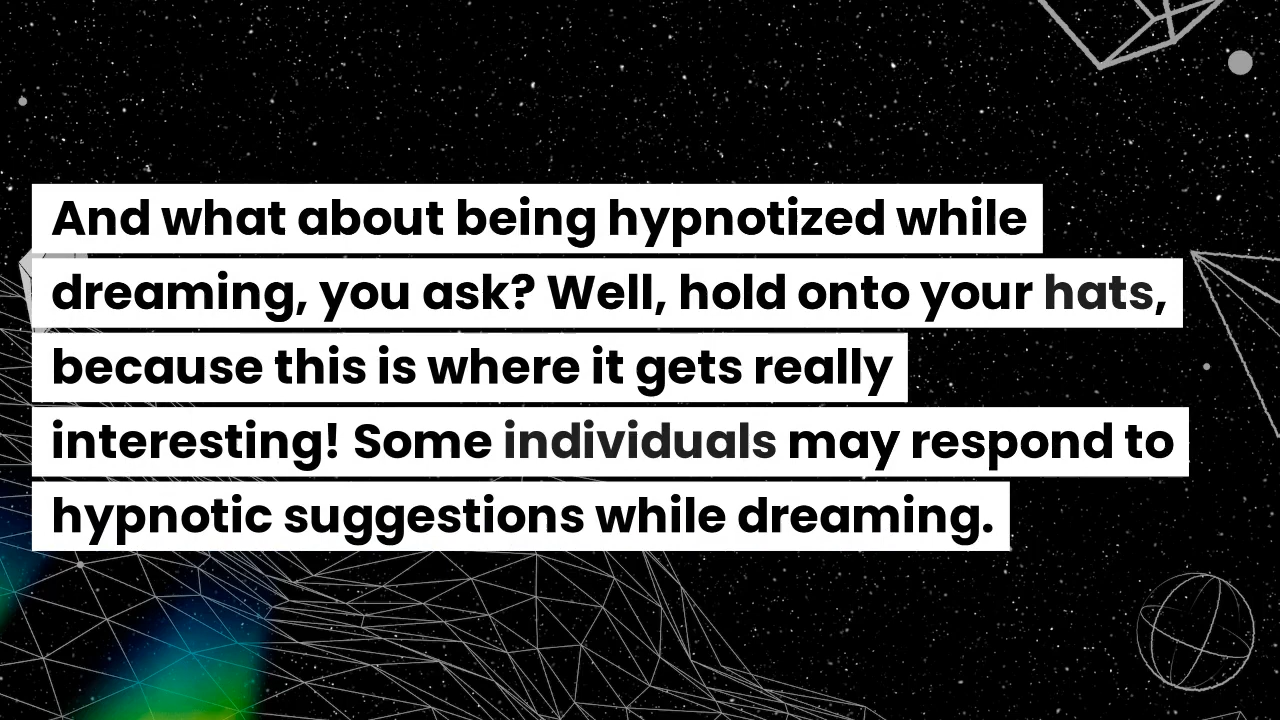 And what about being hypnotized while
dreaming, you ask? Well, hold onto your hats,
because this is where it gets really
interesting! Some individuals may respond to
hypnotic suggestions while dreaming.